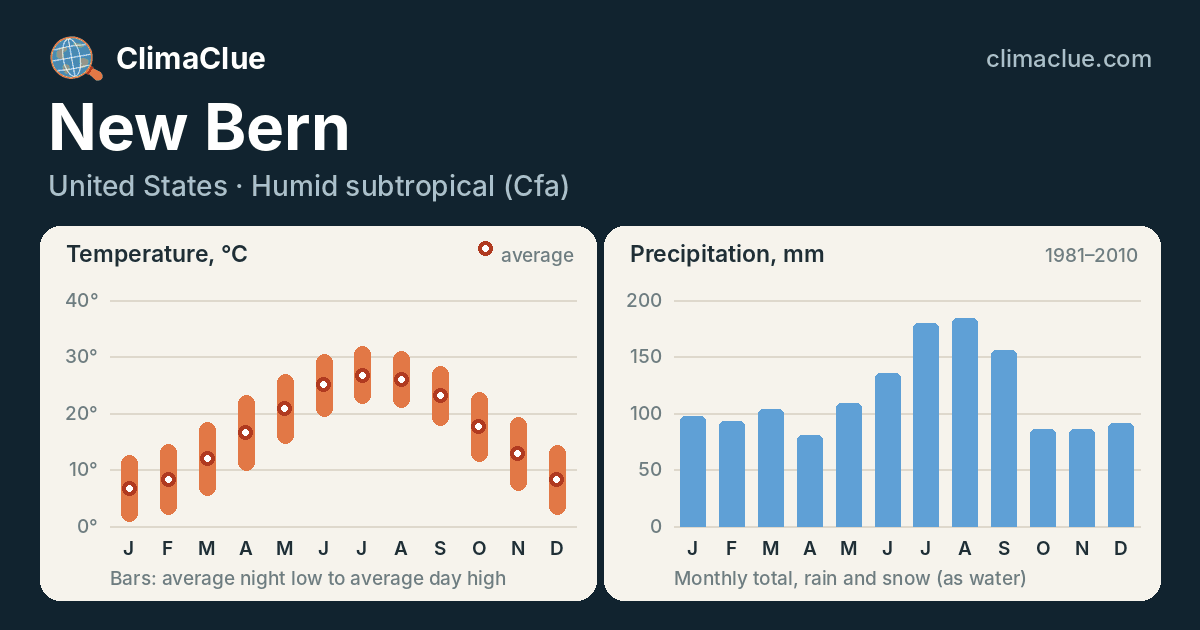 ClimaClue
climaclue.com
New Bern
United States · Humid subtropical (Cfa)
Temperature, °C
average
40°
30°
20°
10°
0°
J F M A M J J A S O N D
Bars: average night low to average day high
Precipitation, mm
1981–2010
200
150
100
50
0
J F M A M J J A S O N D
Monthly total, rain and snow (as water)